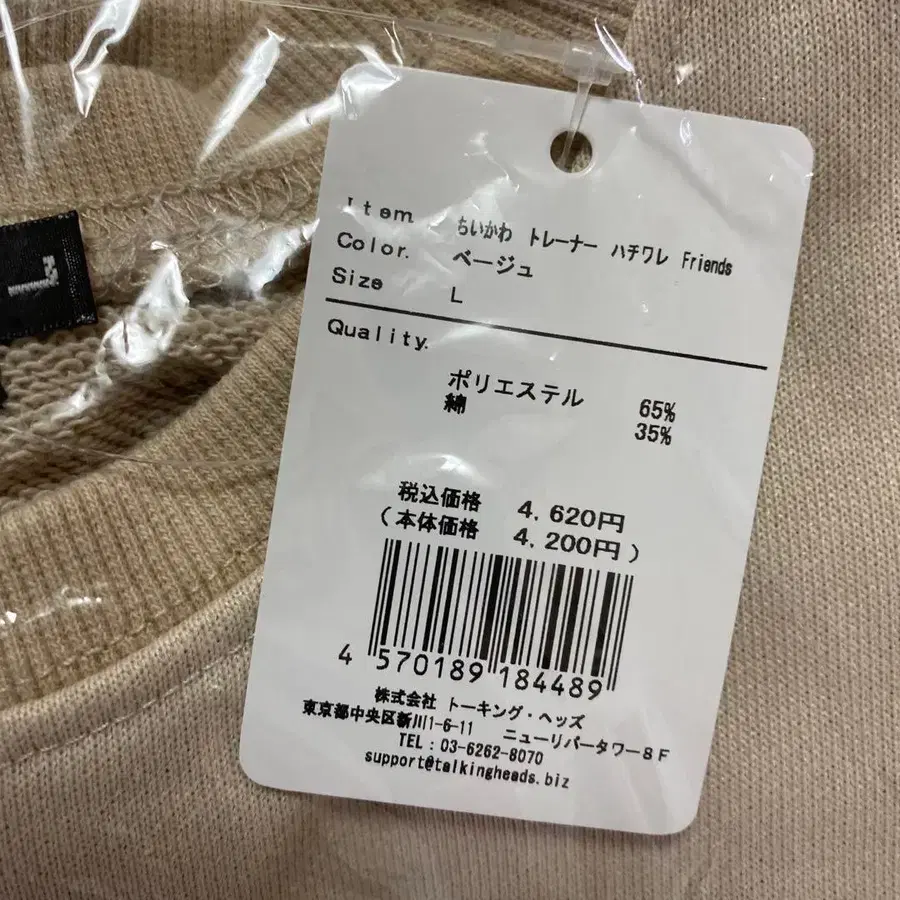 L
Item. ちいかわ トレーナー ハチワレ Friends
Color. ベージュ
Size L
Quality.
ポリエステル 65%
綿 35%
税込価格 4,620円
(本体価格 4,200円)
4 570189 184489
株式会社 トーキング・ヘッズ
東京都中央区新川1-6-11 ニューリバータワー8F
TEL:03-6262-8070
support@talkingheads.biz